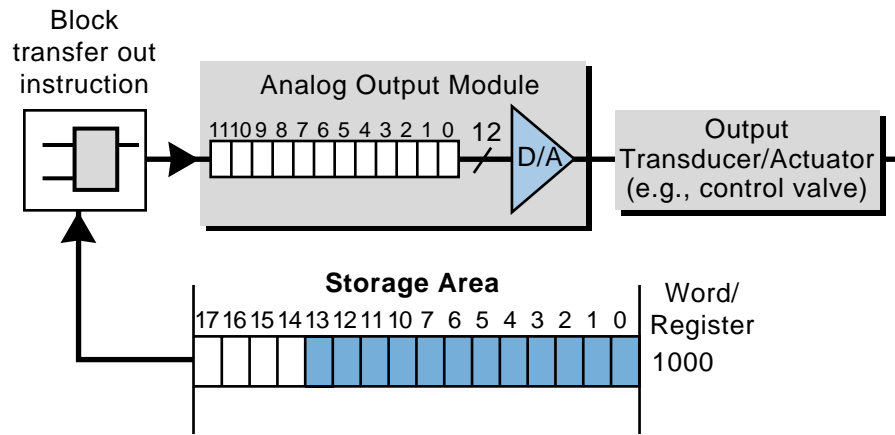 Block
transfer out
instruction
Analog Output Module
11 10 9 8 7 6 5 4 3 2 1 0
12
D/A
Output
Transducer/Actuator
(e.g., control valve)
Storage Area
17 16 15 14 13 12 11 10 7 6 5 4 3 2 1 0
Word/
Register
1000